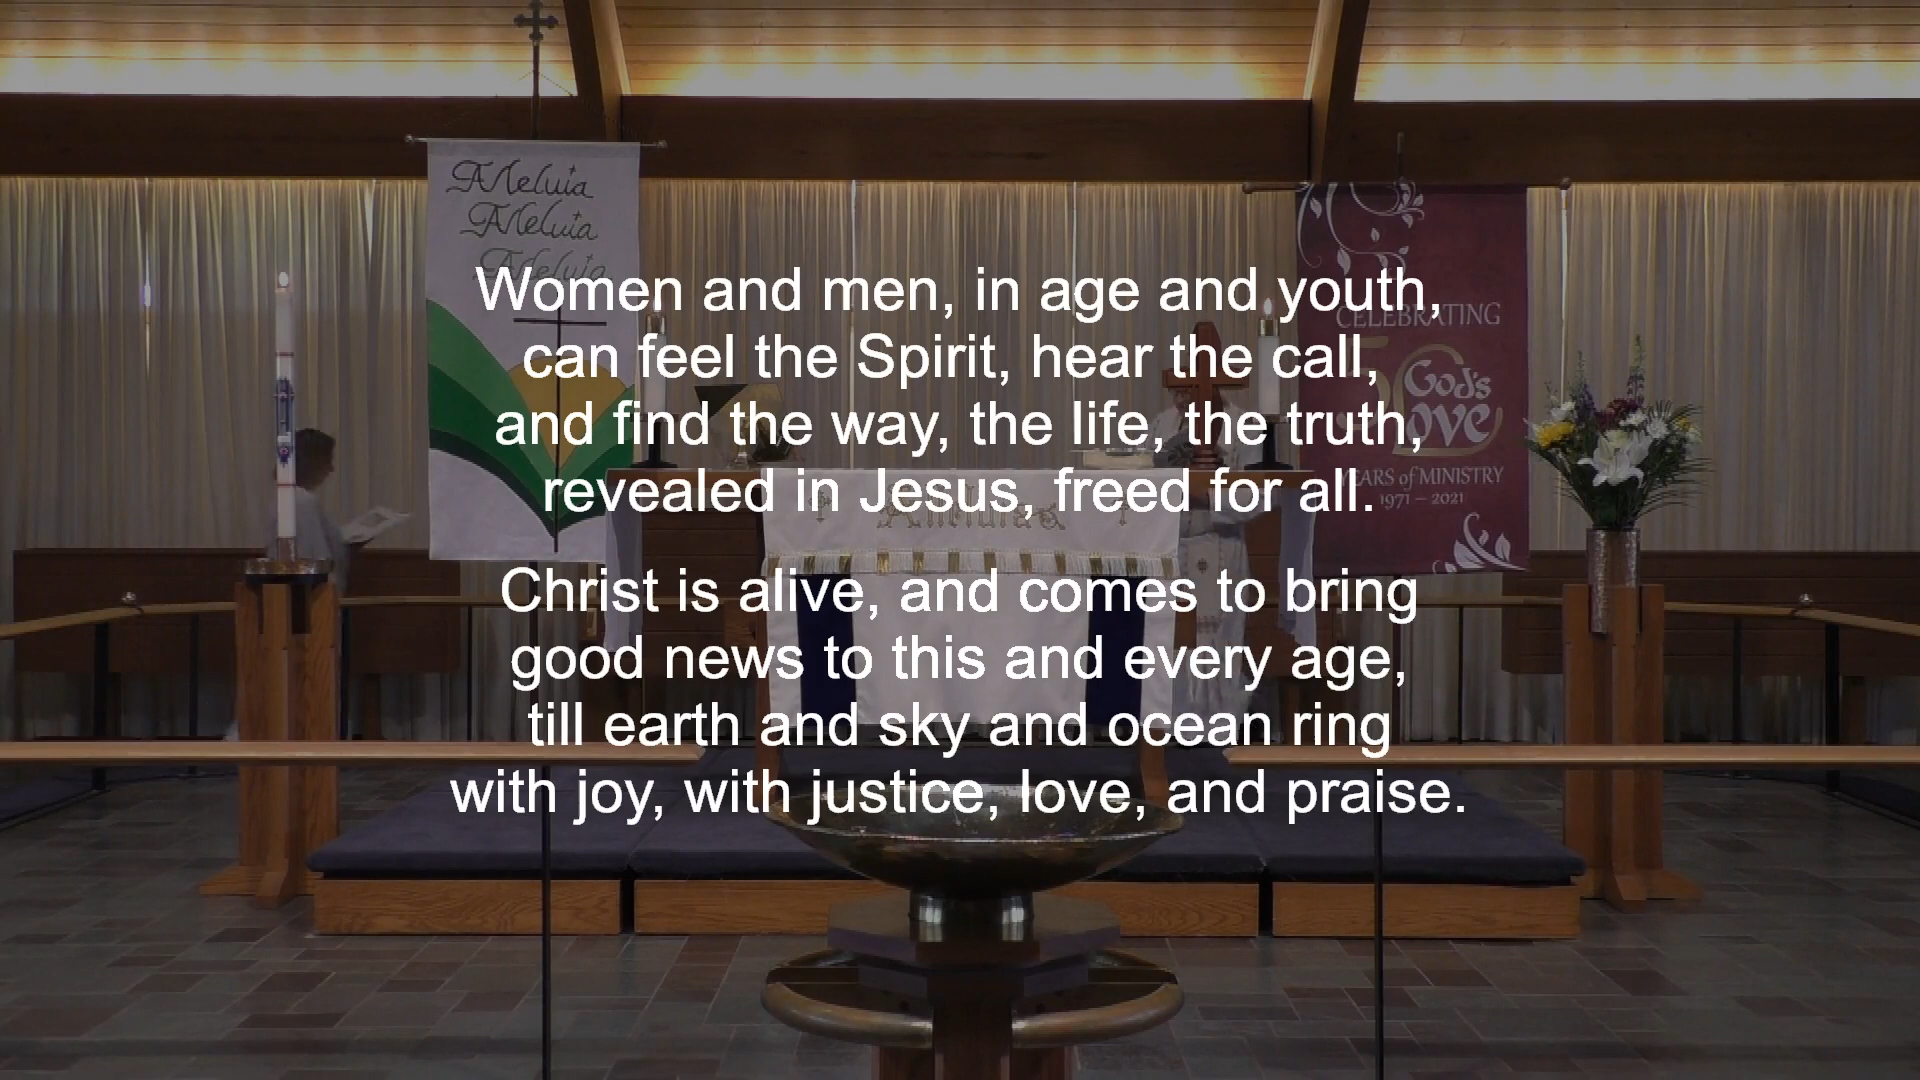 Alleluia
Alleluia
Alleluia
Women and men, in age and youth,
can feel the Spirit, hear the call,
and find the way, the life, the truth,
revealed in Jesus, freed for all.
Christ is alive, and comes to bring
good news to this and every age,
till earth and sky and ocean ring
with joy, with justice, love, and praise.
Alleluia
CELEBRATING
50
God's
Love
YEARS of MINISTRY
1971 – 2021